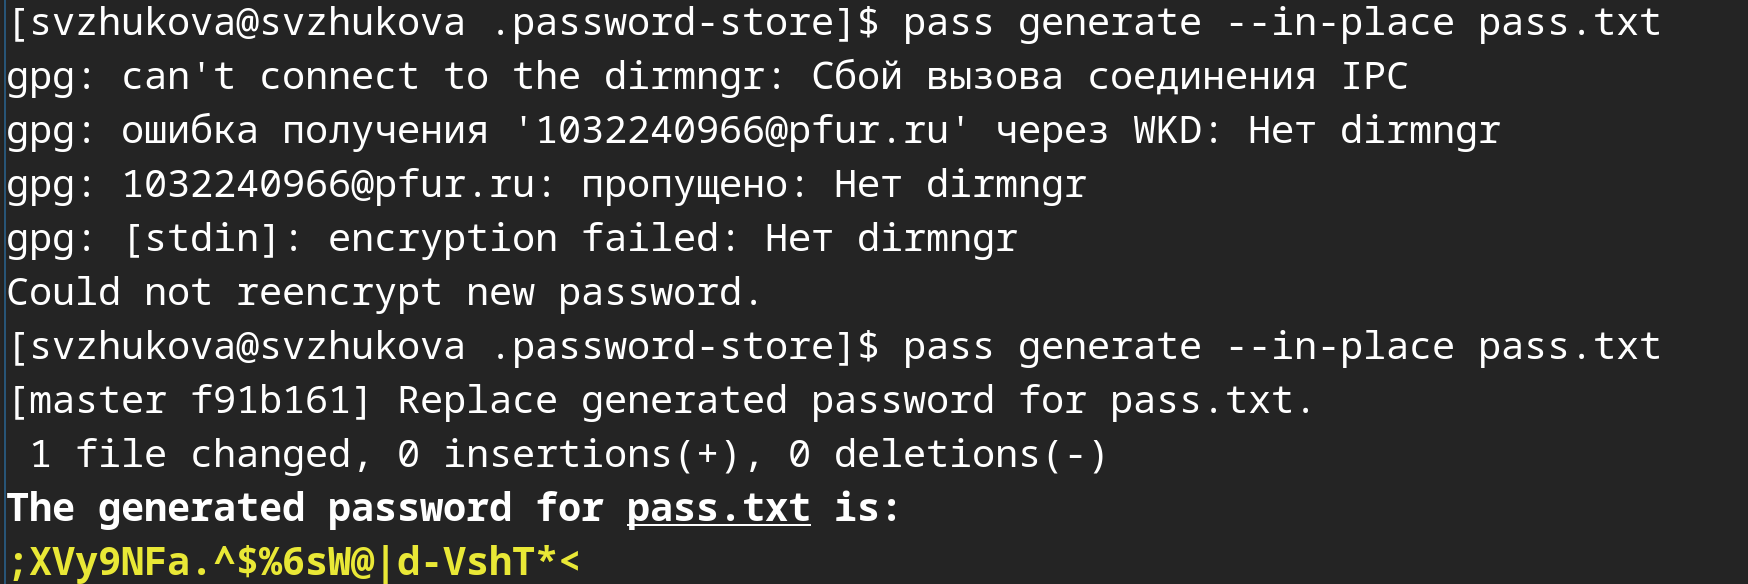 [svzhukova@svzhukova .password-store]$ pass generate --in-place pass.txt
gpg: can't connect to the dirmngr: Сбой вызова соединения IPC
gpg: ошибка получения '1032240966@pfur.ru' через WKD: Нет dirmngr
gpg: 1032240966@pfur.ru: пропущено: Нет dirmngr
gpg: [stdin]: encryption failed: Нет dirmngr
Could not reencrypt new password.
[svzhukova@svzhukova .password-store]$ pass generate --in-place pass.txt
[master f91b161] Replace generated password for pass.txt.
 1 file changed, 0 insertions(+), 0 deletions(-)
The generated password for pass.txt is:
;XVy9NFa.^$%6sW@|d-VshT*<